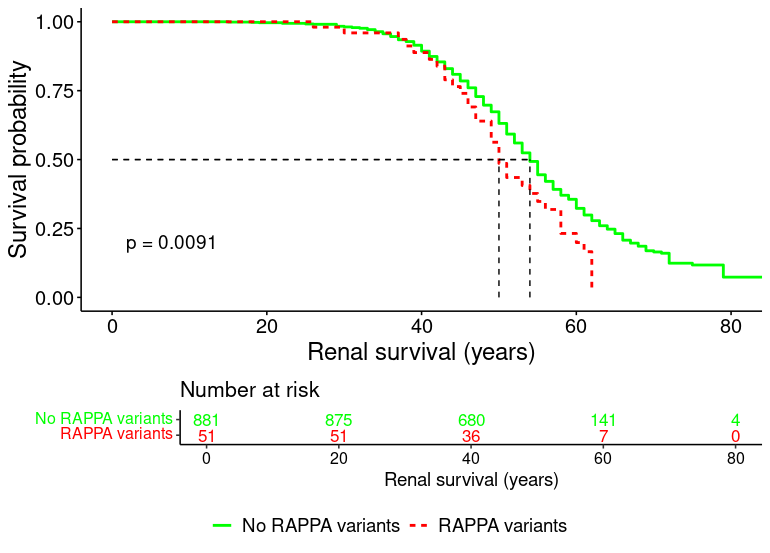 Survival probability
1.00
0.75
0.50
0.25
0.00
p = 0.0091
0 20 40 60 80
Renal survival (years)
Number at risk
No RAPPA variants 881 875 680 141 4
RAPPA variants 51 51 36 7 0
0 20 40 60 80
Renal survival (years)
No RAPPA variants RAPPA variants